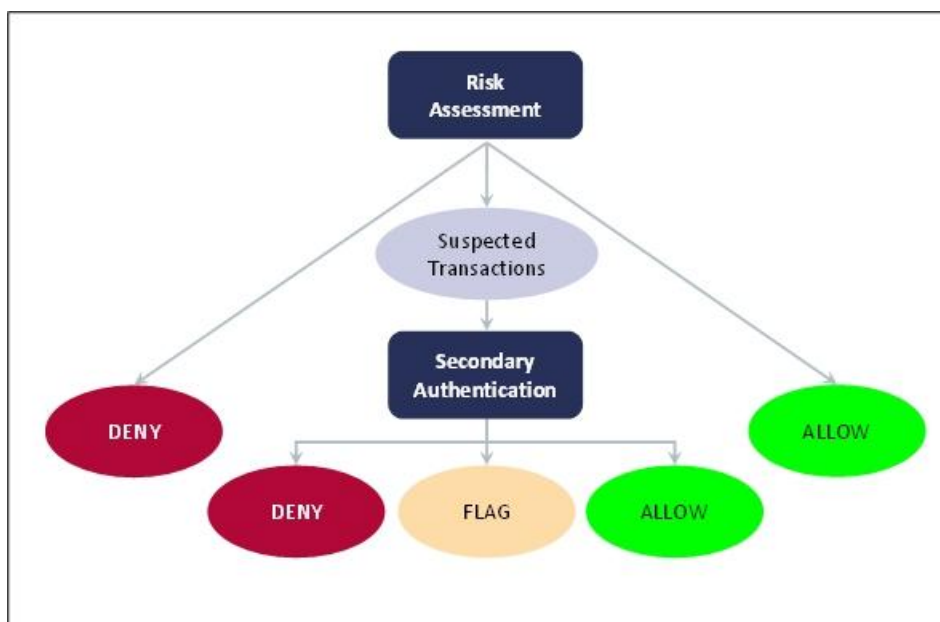 Risk
Assessment
Suspected
Transactions
Secondary
Authentication
DENY
ALLOW
DENY
FLAG
ALLOW